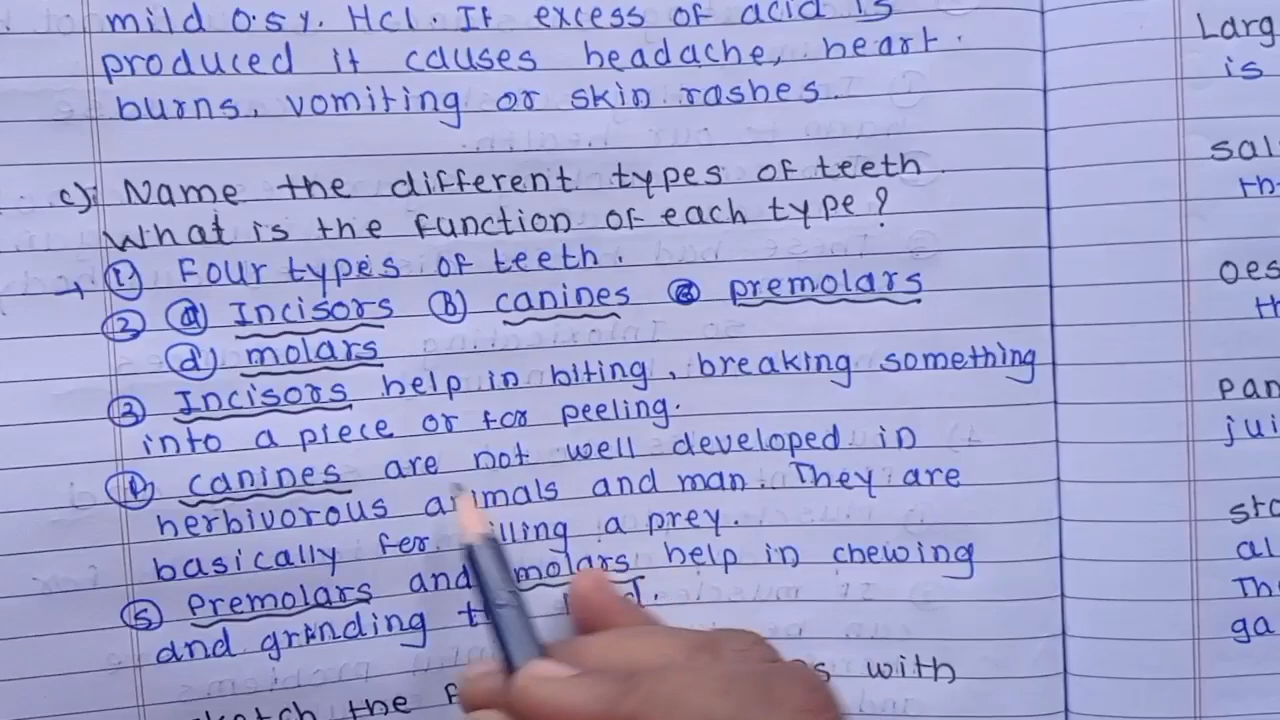 mild 0.5%. Hcl. If excess of acid is
produced it causes headache, heart
burns, vomiting or skin rashes.
c) Name the different types of teeth
What is the function of each type?
→ ① Four types of teeth.
② ⓐ Incisors Ⓑ canines ⓒ premolars
ⓓ molars
③ Incisors help in biting, breaking something
into a piece or for peeling.
④ canines are not well developed in
herbivorous animals and man. They are
basically for killing a prey.
⑤ premolars and molars help in chewing
and grinding
the
with
Larg
is
sal
th
oes
th
pan
jui
sto
al
Th
ga